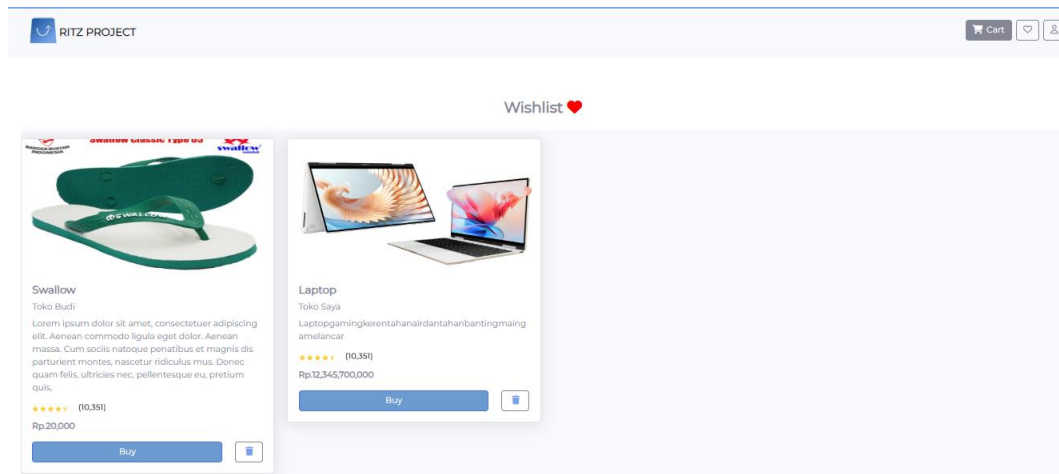 RITZ PROJECT
Cart
Wishlist
BANGGA BUATAN
INDONESIA
Swallow Classic Type 05
swallow
SWALLOW
Swallow
Toko Budi
Lorem ipsum dolor sit amet, consectetuer adipiscing
elit. Aenean commodo ligula eget dolor. Aenean
massa. Cum sociis natoque penatibus et magnis dis
parturient montes, nascetur ridiculus mus. Donec
quam felis, ultricies nec, pellentesque eu, pretium
quis,
(10,351)
Rp.20,000
Buy
Laptop
Toko Saya
Laptopgamingkerentahanairdantahanbantingmaing
amelancar
(10,351)
Rp.12,345,700,000
Buy